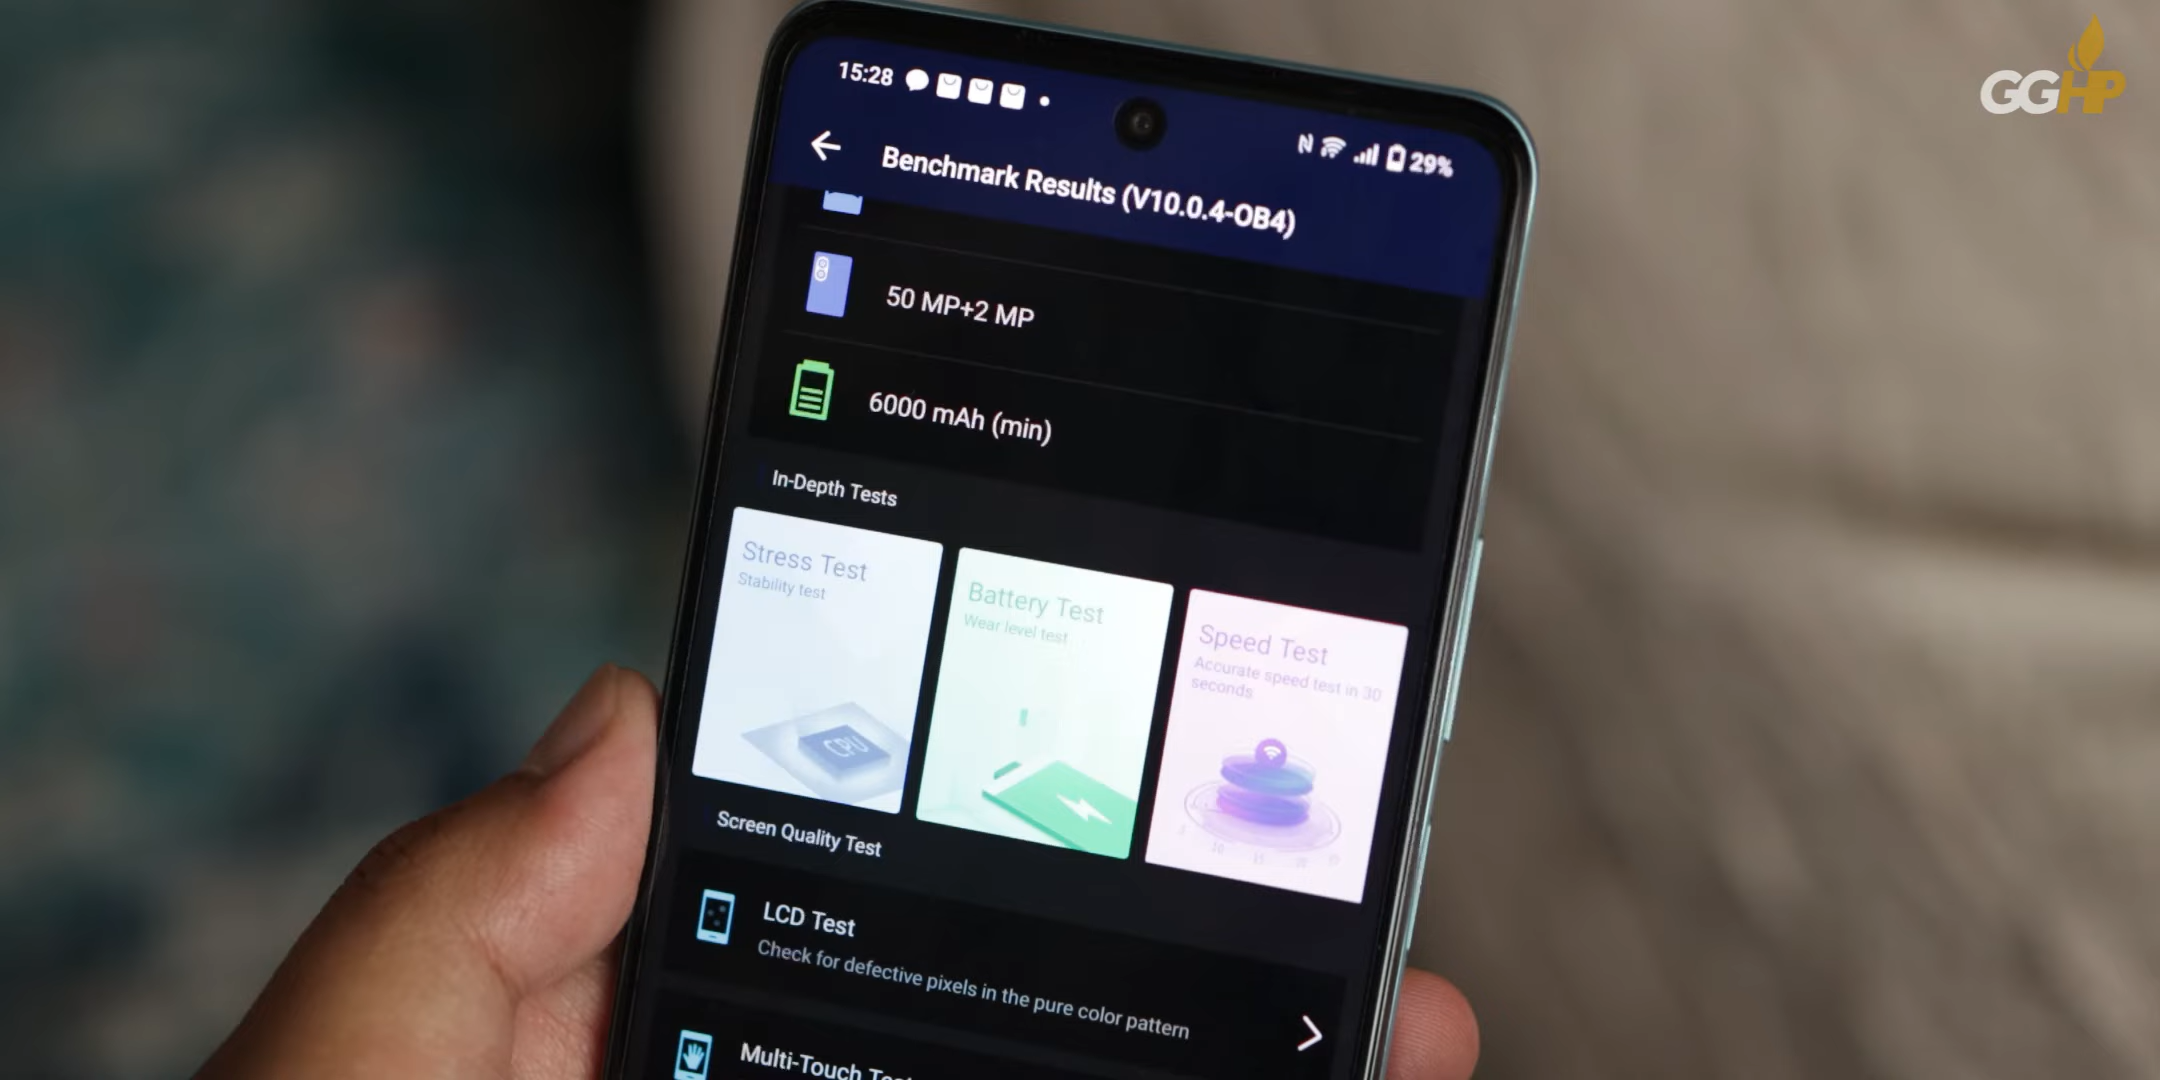 GGHP
15:28
N 29%
Benchmark Results (V10.0.4-OB4)
50 MP+2 MP
6000 mAh (min)
In-Depth Tests
Stress Test
Stability test
CPU
Battery Test
Wear level test
Speed Test
Accurate speed test in 30
seconds
Screen Quality Test
LCD Test
Check for defective pixels in the pure color pattern
Multi-Touch